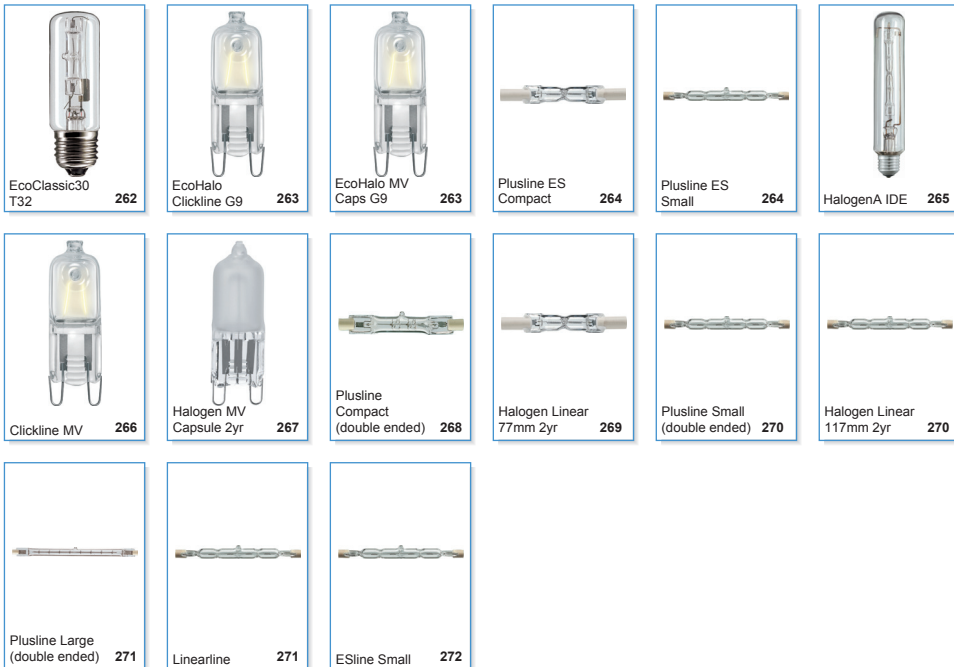 EcoClassic30
T32 262
EcoHalo
Clickline G9 263
EcoHalo MV
Caps G9 263
Plusline ES
Compact 264
Plusline ES
Small 264
HalogenA IDE 265
Clickline MV 266
Halogen MV
Capsule 2yr 267
Plusline
Compact
(double ended) 268
Halogen Linear
77mm 2yr 269
Plusline Small
(double ended) 270
Halogen Linear
117mm 2yr 270
Plusline Large
(double ended) 271
Linearline 271
ESline Small 272